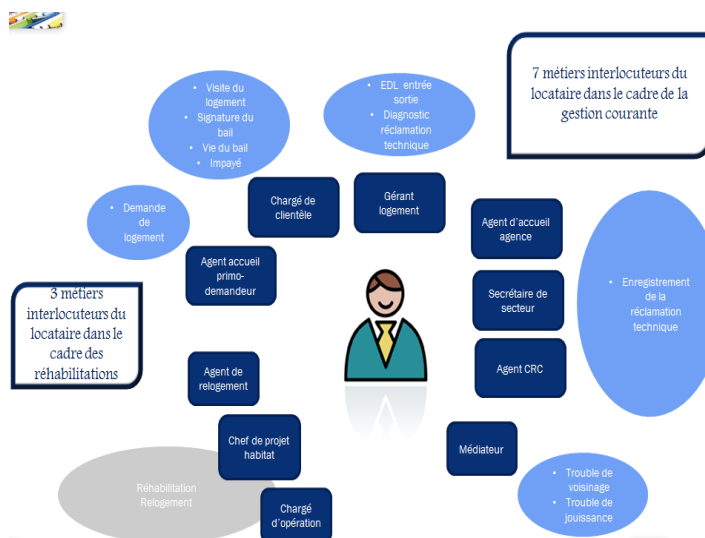 7 métiers interlocuteurs du
locataire dans le cadre de la
gestion courante
• Visite du
logement
• Signature du
bail
• Vie du bail
• Impayé
• EDL entrée
sortie
• Diagnostic
réclamation
technique
Chargé de
clientèle
Gérant
logement
• Demande
de
logement
Agent d'accueil
agence
Agent accueil
primo-
demandeur
Secrétaire de
secteur
• Enregistrement
de la
réclamation
technique
3 métiers
interlocuteurs du
locataire dans le
cadre des
réhabilitations
Agent CRC
Agent de
relogement
Chef de projet
habitat
Médiateur
Réhabilitation
Relogement
• Trouble de
voisinage
• Trouble de
jouissance
Chargé
d'opération